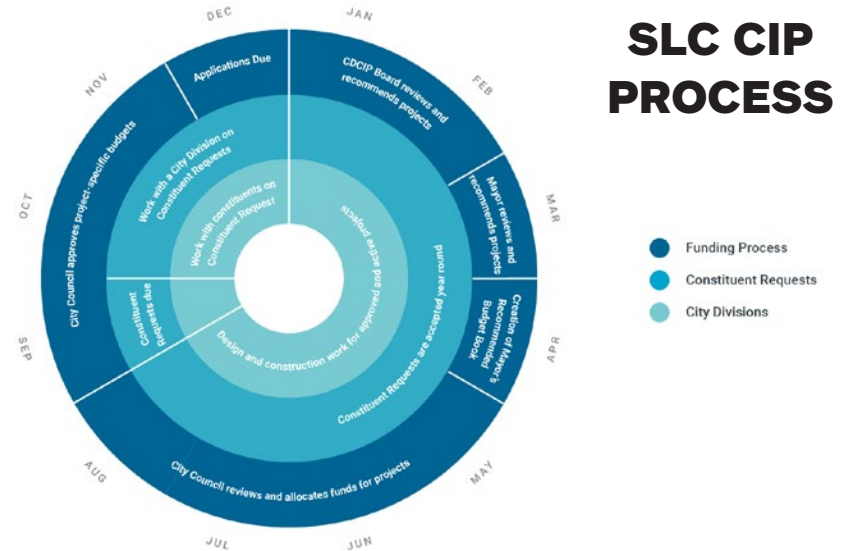 SLC CIP
PROCESS
DEC
JAN
FEB
MAR
APR
MAY
JUN
JUL
AUG
SEP
OCT
NOV
Applications Due
CDCIP Board reviews and
recommends projects
Mayor reviews and
recommends projects
Creation of Mayor's
Recommended
Budget Book
City Council reviews and allocates funds for projects
City Council approves project-specific budgets
Work with a City Division on
Constituent Requests
Constituent
Requests due
Constituent Requests are accepted year round
Work with constituents on
Constituent Request
Design and construction work for approved and active projects
Funding Process
Constituent Requests
City Divisions